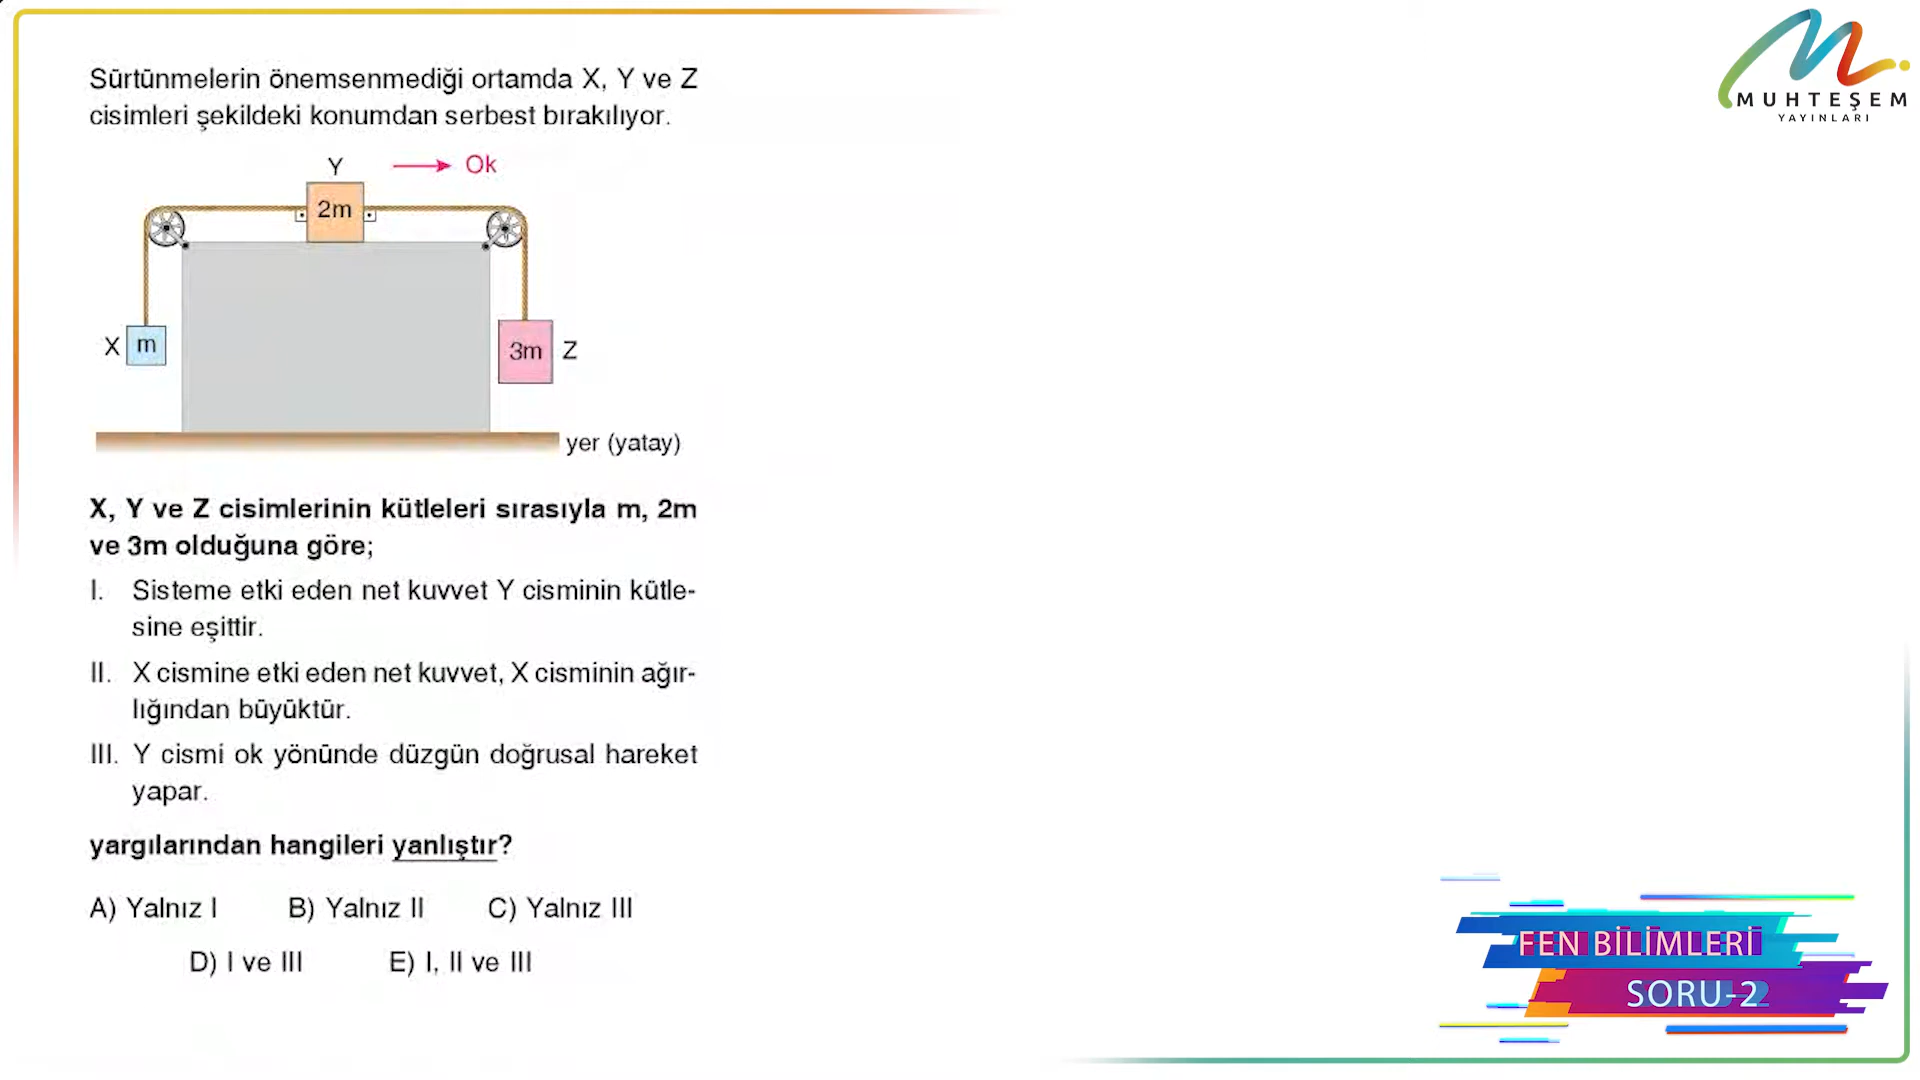 MUHTEŞEM
YAYINLARI
Sürtünmelerin önemsenmediği ortamda X, Y ve Z
cisimleri şekildeki konumdan serbest bırakılıyor.
Y
Ok
2m
X
m
3m
Z
yer (yatay)
X, Y ve Z cisimlerinin kütleleri sırasıyla m, 2m
ve 3m olduğuna göre;
I. Sisteme etki eden net kuvvet Y cisminin kütle-
sine eşittir.
II. X cismine etki eden net kuvvet, X cisminin ağır-
lığından büyüktür.
III. Y cismi ok yönünde düzgün doğrusal hareket
yapar.
yargılarından hangileri yanlıştır?
A) Yalnız I B) Yalnız II C) Yalnız III
D) I ve III E) I, II ve III
FEN BİLİMLERİ
SORU-2